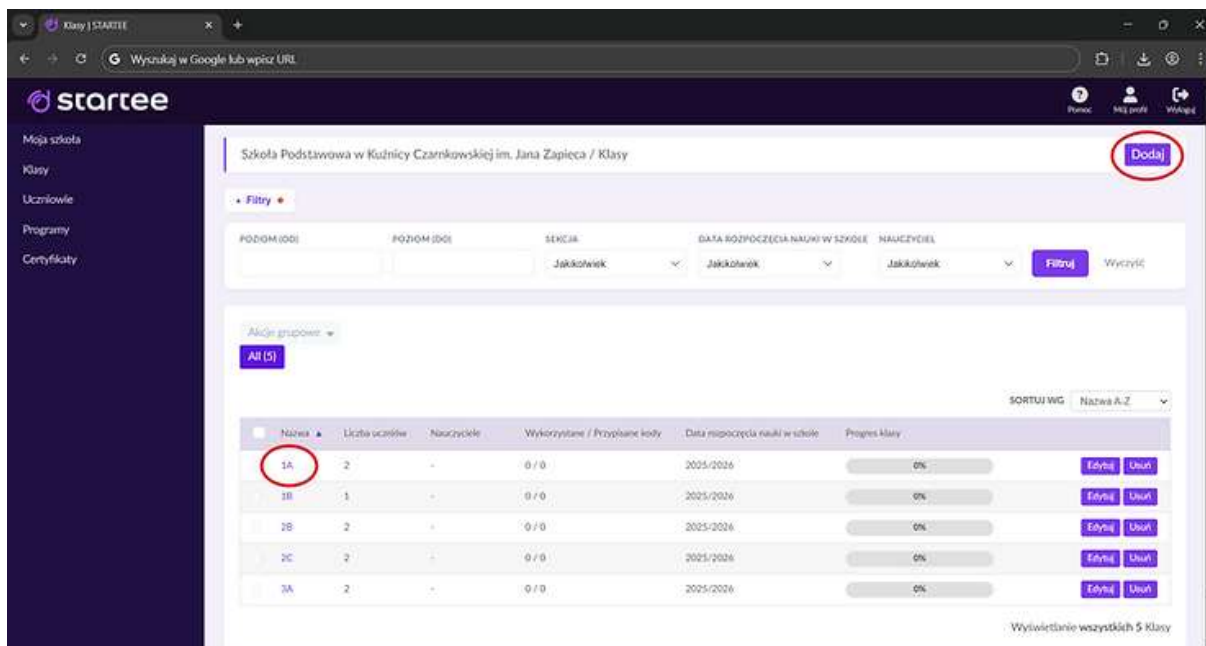 Klasy | STARTEE
Wyszukaj w Google lub wpisz URL
startee
Pomoc
Mój profil
Wyloguj
Moja szkoła
Klasy
Uczniowie
Programy
Certyfikaty
Szkoła Podstawowa w Kuźnicy Czarnkowskiej im. Jana Zapieca / Klasy
Dodaj
Filtry
POZIOM (OD) POZIOM (DO) SEKCJA DATA ROZPOCZĘCIA NAUKI W SZKOLE NAUCZYCIEL
Jakikolwiek Jakikolwiek Jakikolwiek Filtruj Wyczyść
Akcje grupowe
All (5)
SORTUJ WG Nazwa A-Z
Nazwa Liczba uczniów Nauczyciele Wykorzystane / Przypisane kody Data rozpoczęcia nauki w szkole Progres klasy
1A 2 - 0 / 0 2025/2026 0% Edytuj Usuń
1B 1 - 0 / 0 2025/2026 0% Edytuj Usuń
2B 2 - 0 / 0 2025/2026 0% Edytuj Usuń
2C 2 - 0 / 0 2025/2026 0% Edytuj Usuń
3A 2 - 0 / 0 2025/2026 0% Edytuj Usuń
Wyświetlanie wszystkich 5 Klasy